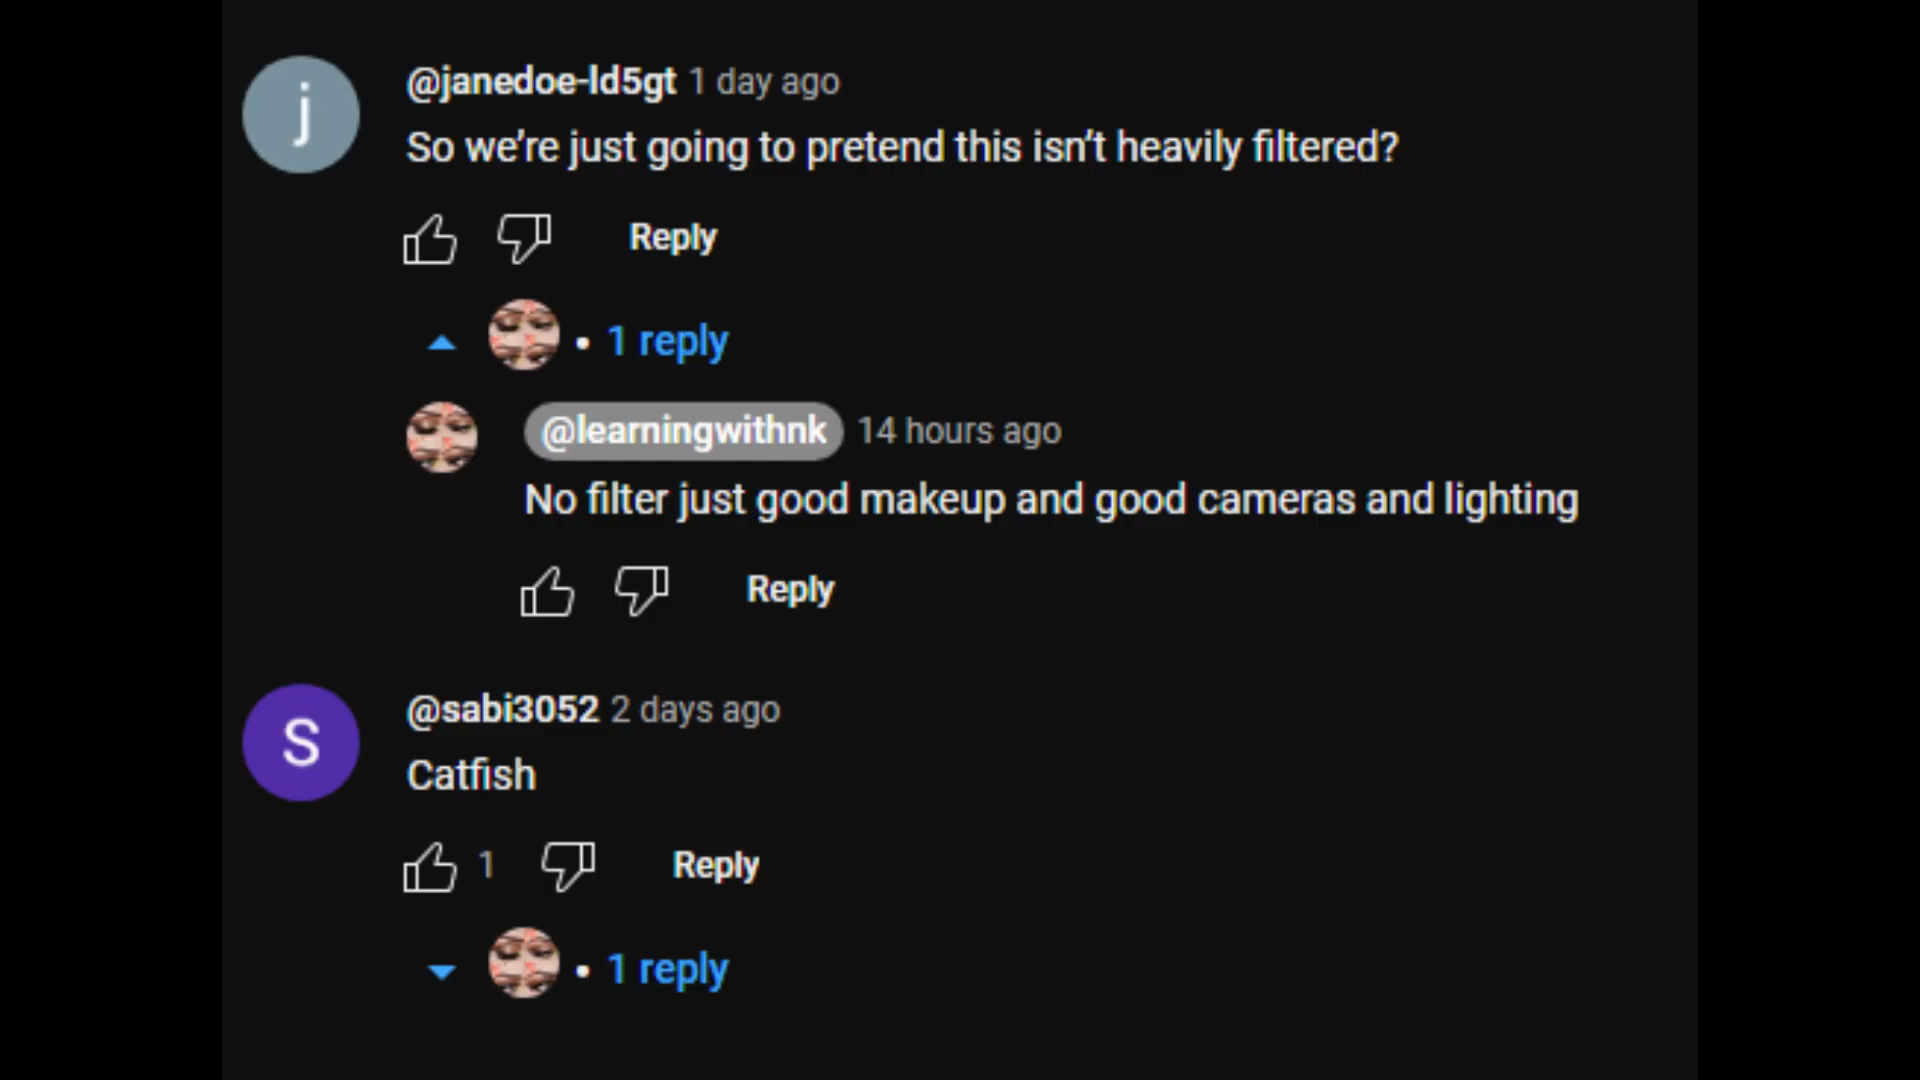 j
@janedoe-ld5gt 1 day ago
So we’re just going to pretend this isn’t heavily filtered?
Reply
• 1 reply
@learningwithnk 14 hours ago
No filter just good makeup and good cameras and lighting
Reply
S
@sabi3052 2 days ago
Catfish
1 Reply
• 1 reply